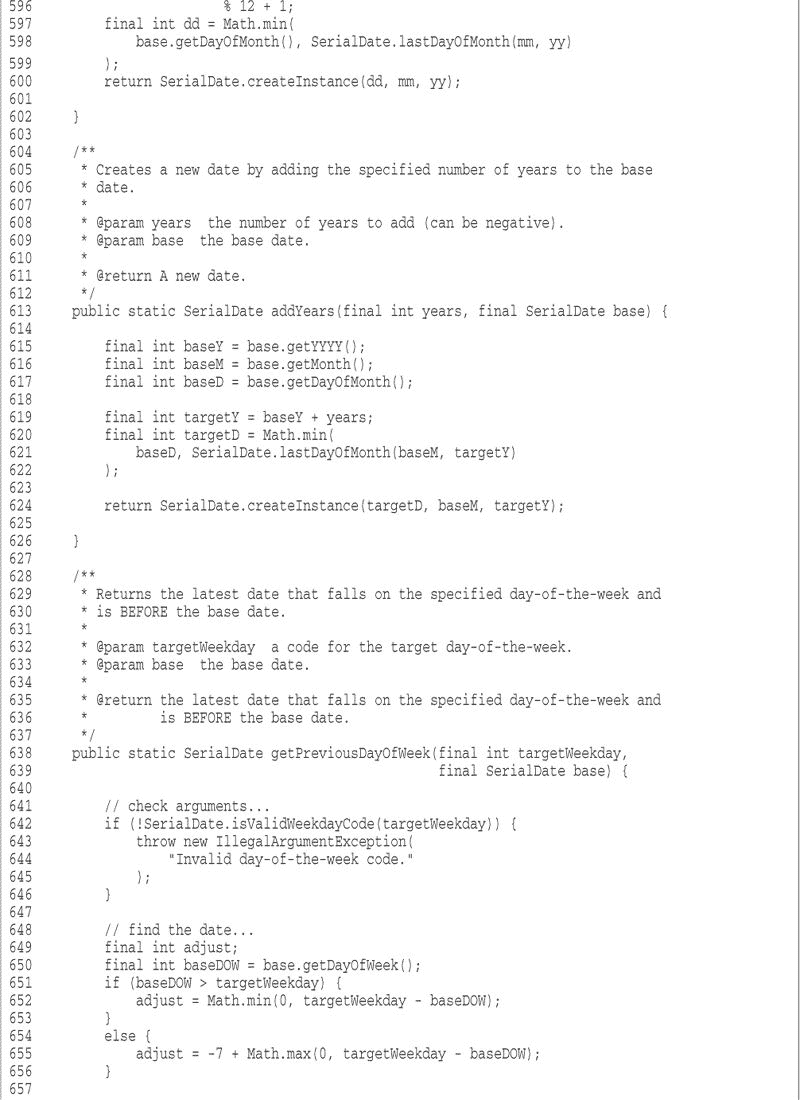 596                         % 12 + 1;
597         final int dd = Math.min(
598             base.getDayOfMonth(), SerialDate.lastDayOfMonth(mm, yy)
599         );
600         return SerialDate.createInstance(dd, mm, yy);
601
602     }
603
604     /**
605      * Creates a new date by adding the specified number of years to the base
606      * date.
607      *
608      * @param years  the number of years to add (can be negative).
609      * @param base  the base date.
610      *
611      * @return A new date.
612      */
613     public static SerialDate addYears(final int years, final SerialDate base) {
614
615         final int baseY = base.getYYYY();
616         final int baseM = base.getMonth();
617         final int baseD = base.getDayOfMonth();
618
619         final int targetY = baseY + years;
620         final int targetD = Math.min(
621             baseD, SerialDate.lastDayOfMonth(baseM, targetY)
622         );
623
624         return SerialDate.createInstance(targetD, baseM, targetY);
625
626     }
627
628     /**
629      * Returns the latest date that falls on the specified day-of-the-week and
630      * is BEFORE the base date.
631      *
632      * @param targetWeekday  a code for the target day-of-the-week.
633      * @param base  the base date.
634      *
635      * @return the latest date that falls on the specified day-of-the-week and
636      *         is BEFORE the base date.
637      */
638     public static SerialDate getPreviousDayOfWeek(final int targetWeekday,
639                                                   final SerialDate base) {
640
641         // check arguments...
642         if (!SerialDate.isValidWeekdayCode(targetWeekday)) {
643             throw new IllegalArgumentException(
644                 "Invalid day-of-the-week code."
645             );
646         }
647
648         // find the date...
649         final int adjust;
650         final int baseDOW = base.getDayOfWeek();
651         if (baseDOW > targetWeekday) {
652             adjust = Math.min(0, targetWeekday - baseDOW);
653         }
654         else {
655             adjust = -7 + Math.max(0, targetWeekday - baseDOW);
656         }
657